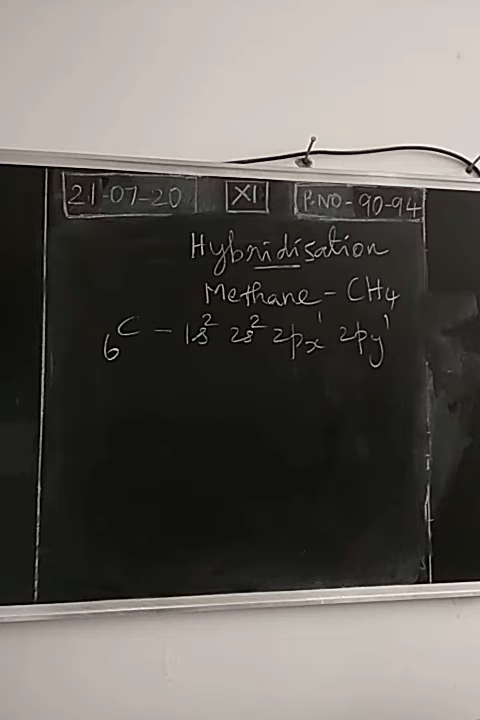 21-07-20 XI P.NO-90-94
Hybridisation
Methane - CH4
6C - 1s² 2s² 2px¹ 2py¹